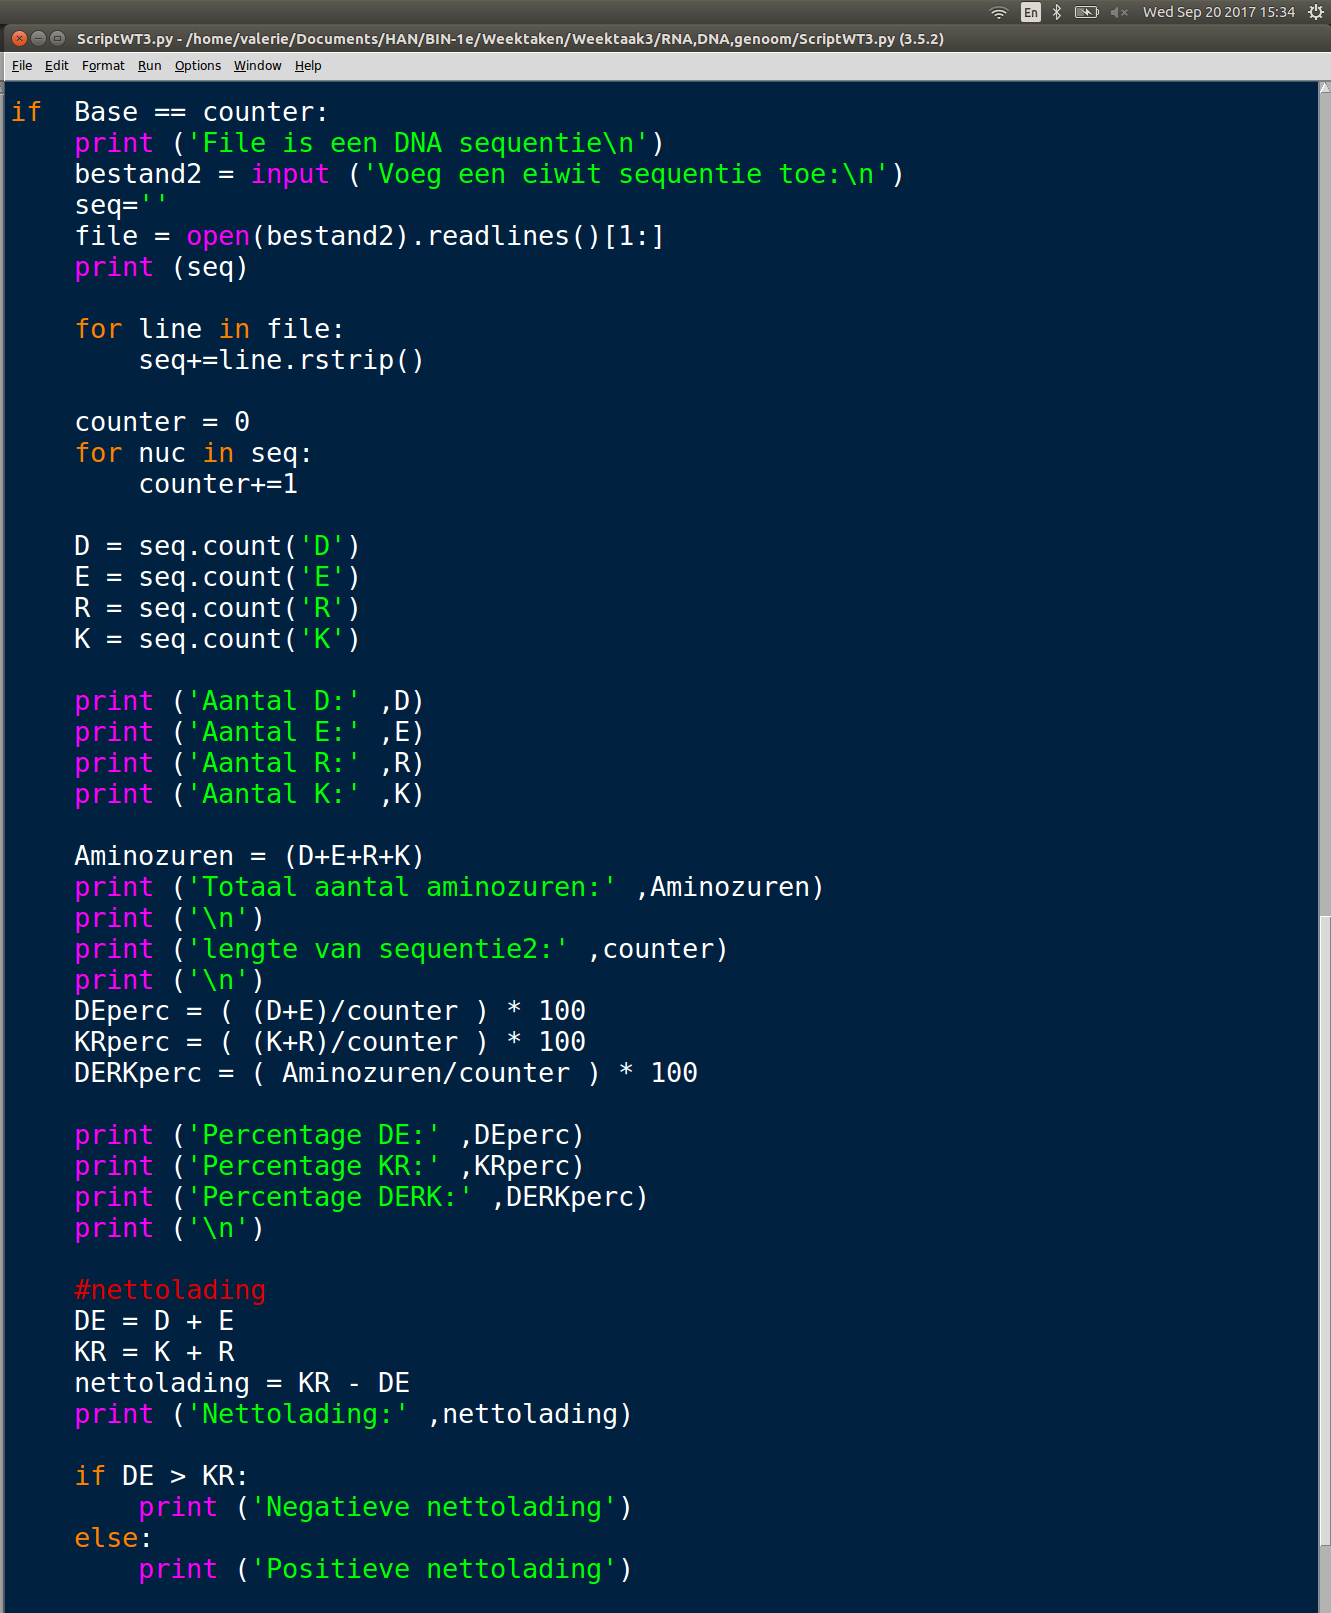 En Wed Sep 20 2017 15:34
ScriptWT3.py - /home/valerie/Documents/HAN/BIN-1e/Weektaken/Weektaak3/RNA,DNA,genoom/ScriptWT3.py (3.5.2)
File Edit Format Run Options Window Help
if  Base == counter:
    print ('File is een DNA sequentie\n')
    bestand2 = input ('Voeg een eiwit sequentie toe:\n')
    seq=''
    file = open(bestand2).readlines()[1:]
    print (seq)

    for line in file:
        seq+=line.rstrip()

    counter = 0
    for nuc in seq:
        counter+=1

    D = seq.count('D')
    E = seq.count('E')
    R = seq.count('R')
    K = seq.count('K')

    print ('Aantal D:' ,D)
    print ('Aantal E:' ,E)
    print ('Aantal R:' ,R)
    print ('Aantal K:' ,K)

    Aminozuren = (D+E+R+K)
    print ('Totaal aantal aminozuren:' ,Aminozuren)
    print ('\n')
    print ('lengte van sequentie2:' ,counter)
    print ('\n')
    DEperc = ( (D+E)/counter ) * 100
    KRperc = ( (K+R)/counter ) * 100
    DERKperc = ( Aminozuren/counter ) * 100

    print ('Percentage DE:' ,DEperc)
    print ('Percentage KR:' ,KRperc)
    print ('Percentage DERK:' ,DERKperc)
    print ('\n')

    #nettolading
    DE = D + E
    KR = K + R
    nettolading = KR - DE
    print ('Nettolading:' ,nettolading)

    if DE > KR:
        print ('Negatieve nettolading')
    else:
        print ('Positieve nettolading')